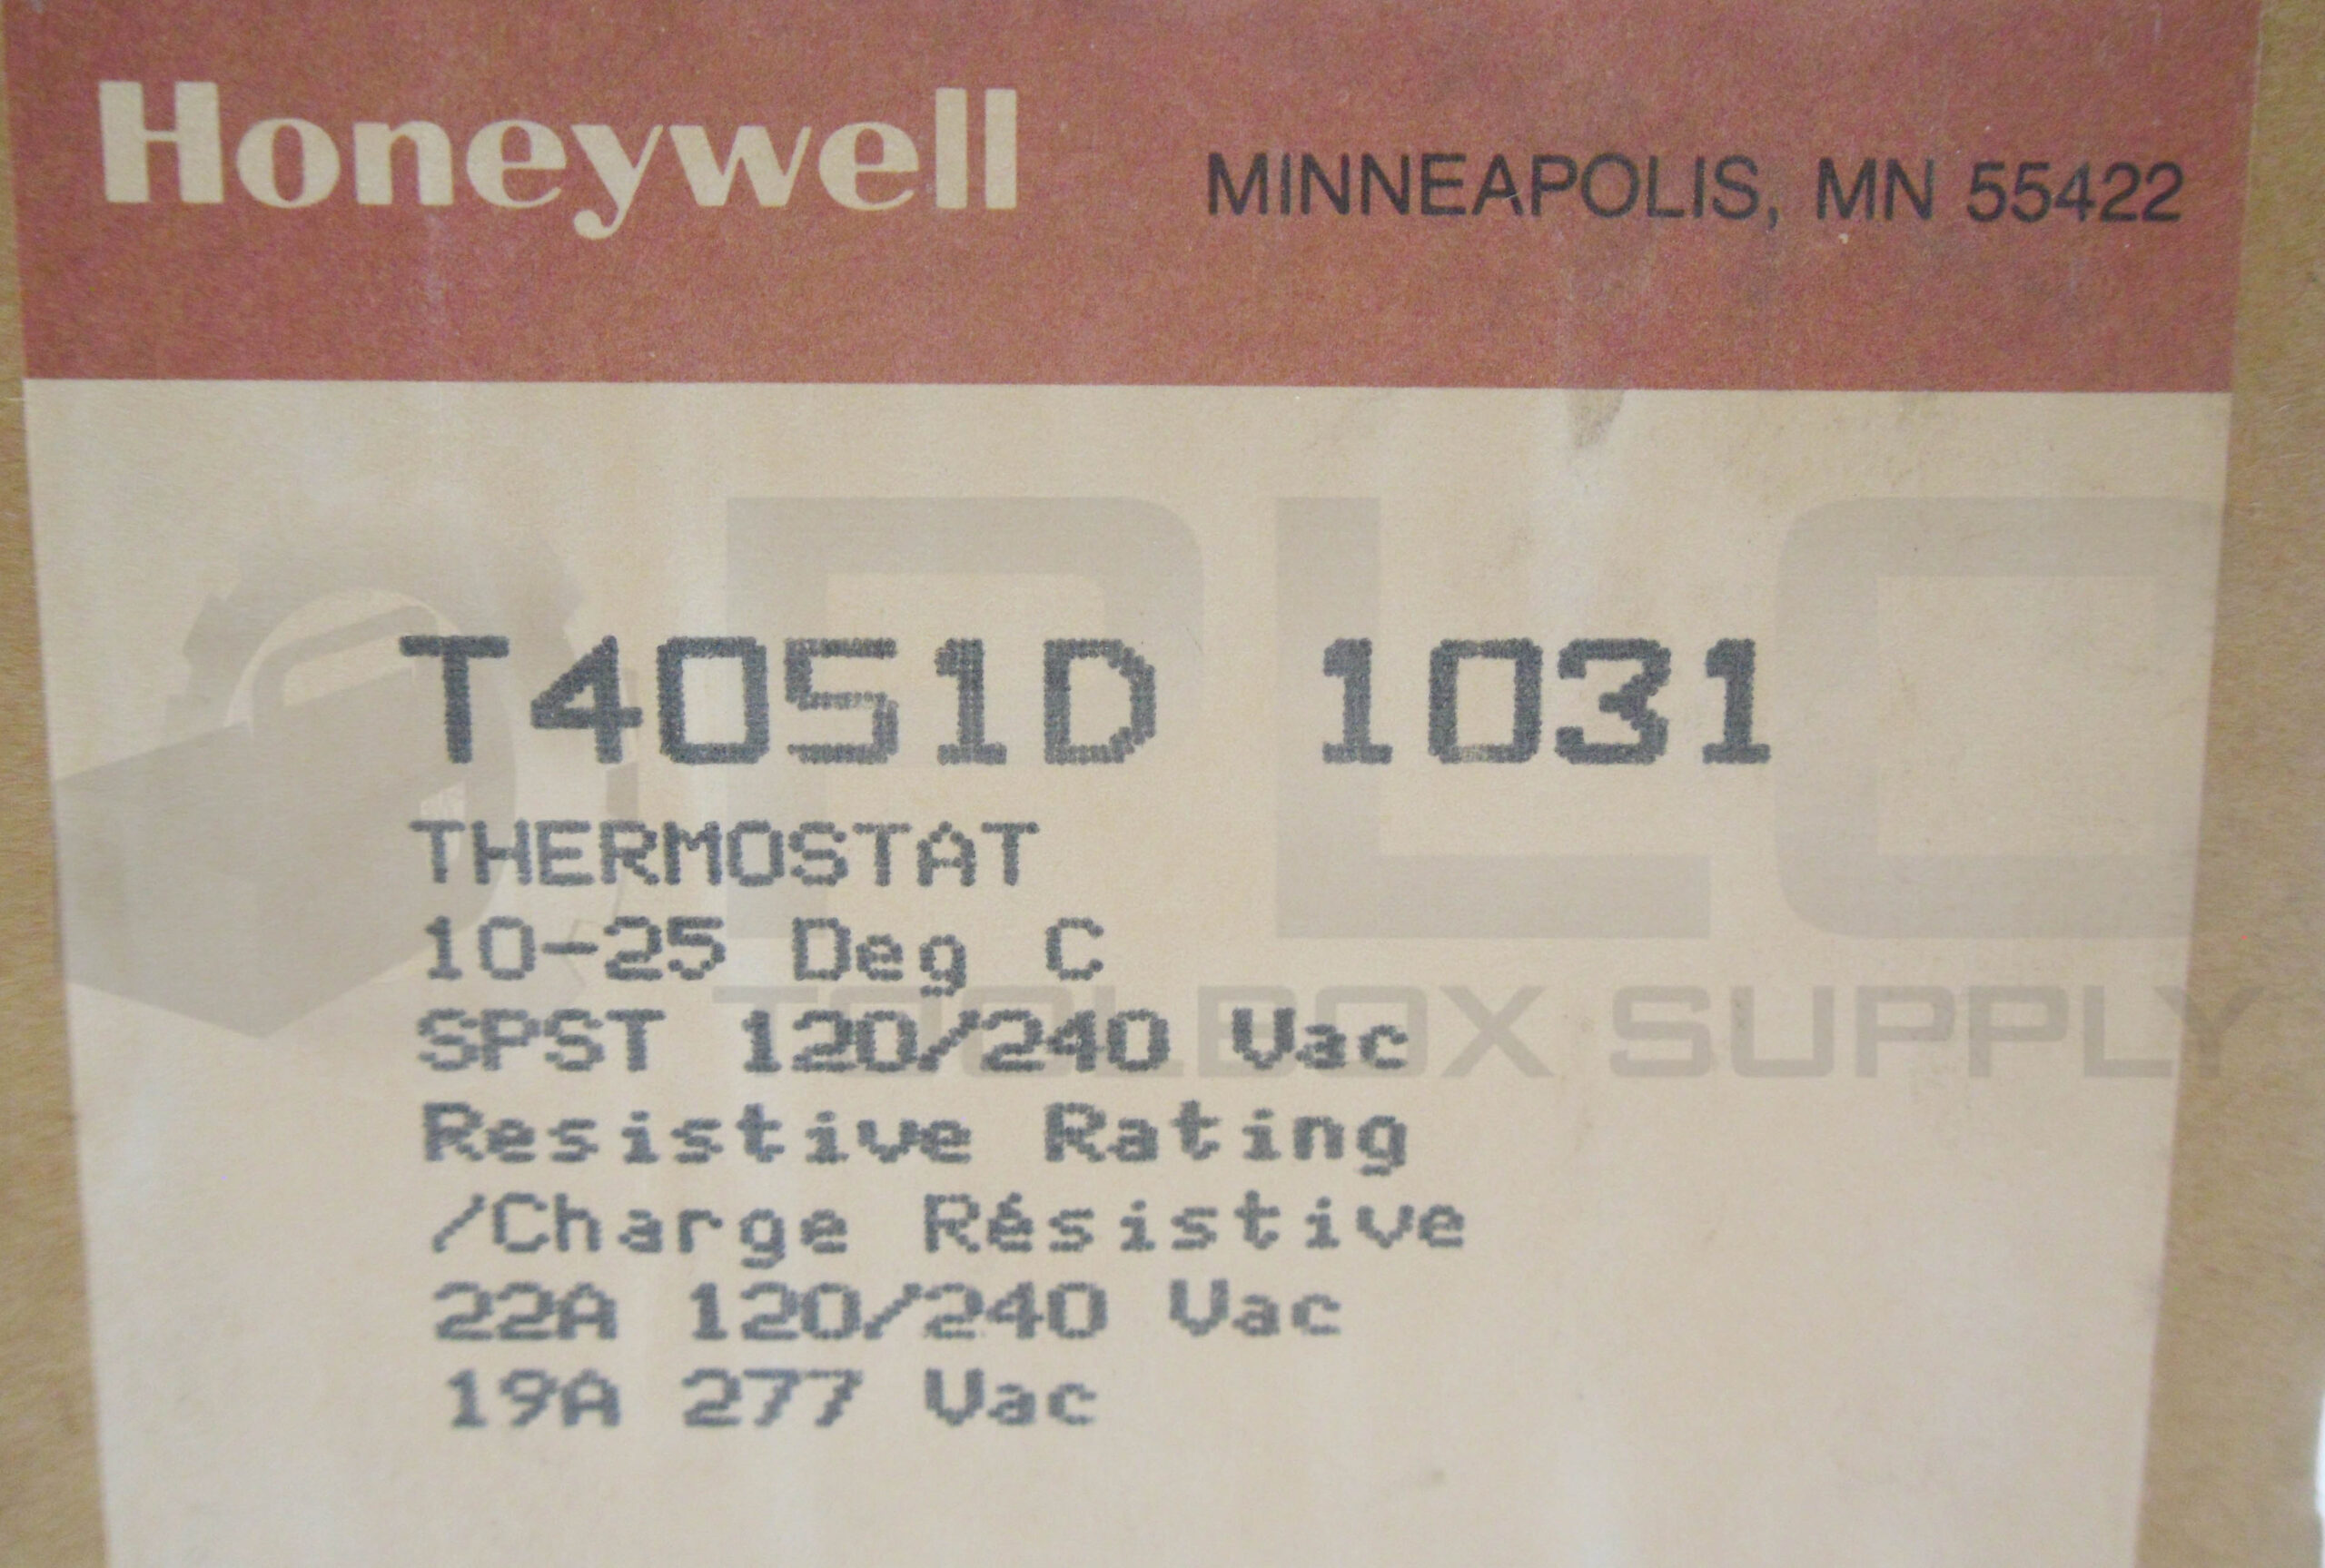 Honeywell MINNEAPOLIS, MN 55422
PLC
T4051D 1031
THERMOSTAT
10-25 Deg C
TOOLBOX SUPPLY
SPST 120/240 Vac
Resistive Rating
/Charge Résistive
22A 120/240 Vac
19A 277 Vac